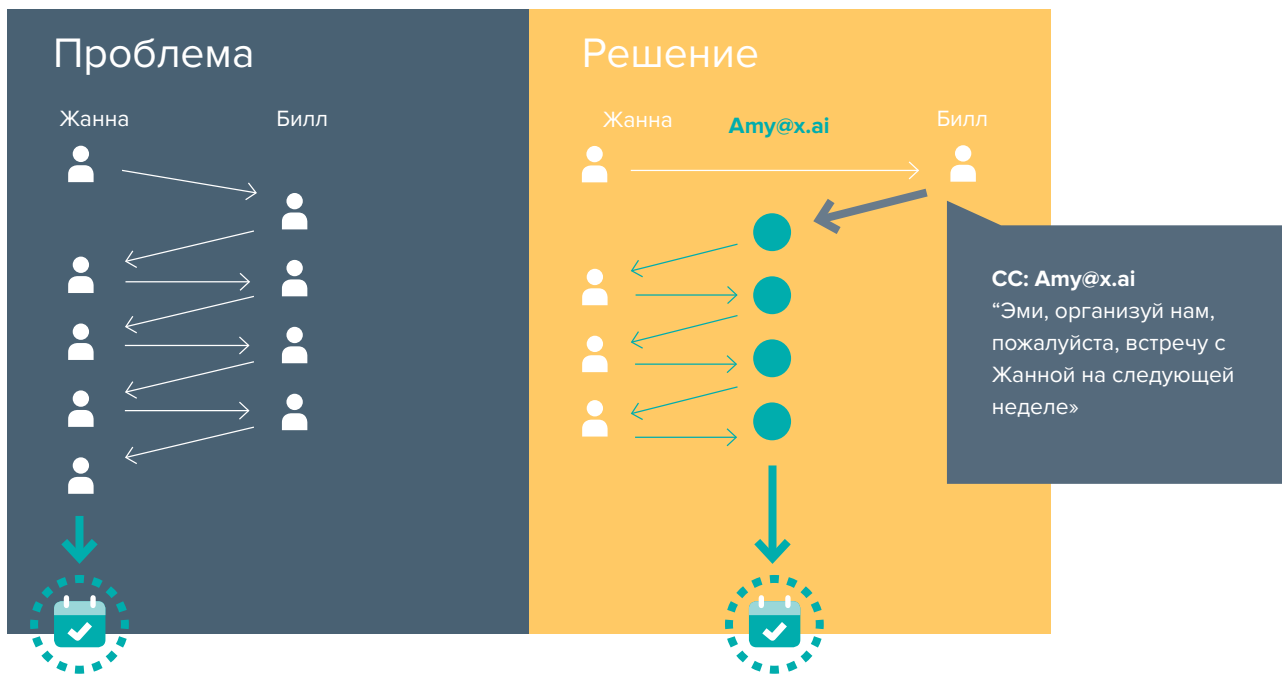 Проблема
Жанна
Билл
Решение
Жанна
Amy@x.ai
Билл
CC: Amy@x.ai
“Эми, организуй нам,
пожалуйста, встречу с
Жанной на следующей
неделе»